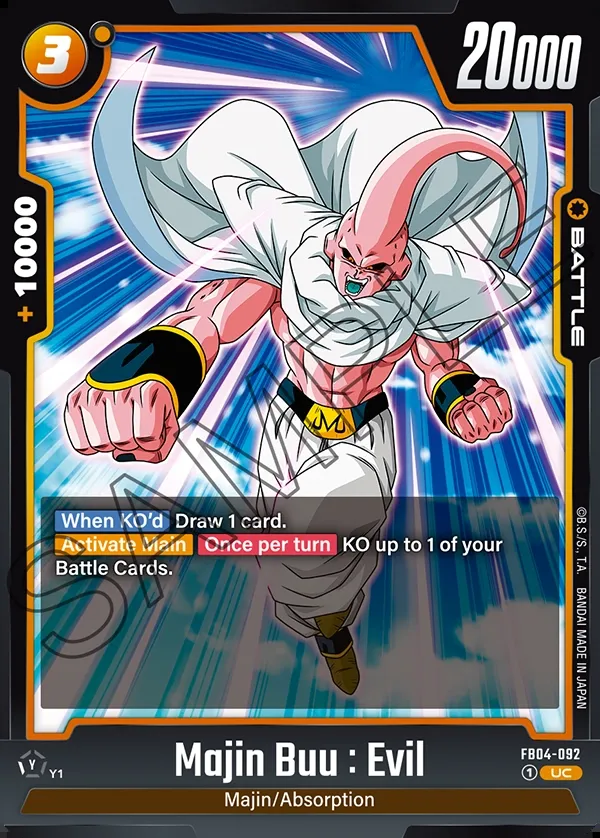 3
20000
+ 10000
BATTLE
SAMPLE
When KO'd Draw 1 card.
Activate Main Once per turn KO up to 1 of your
Battle Cards.
©B.S./S., T.A. BANDAI MADE IN JAPAN
Majin Buu : Evil
FB04-092
Y Y1
1 UC
Majin/Absorption